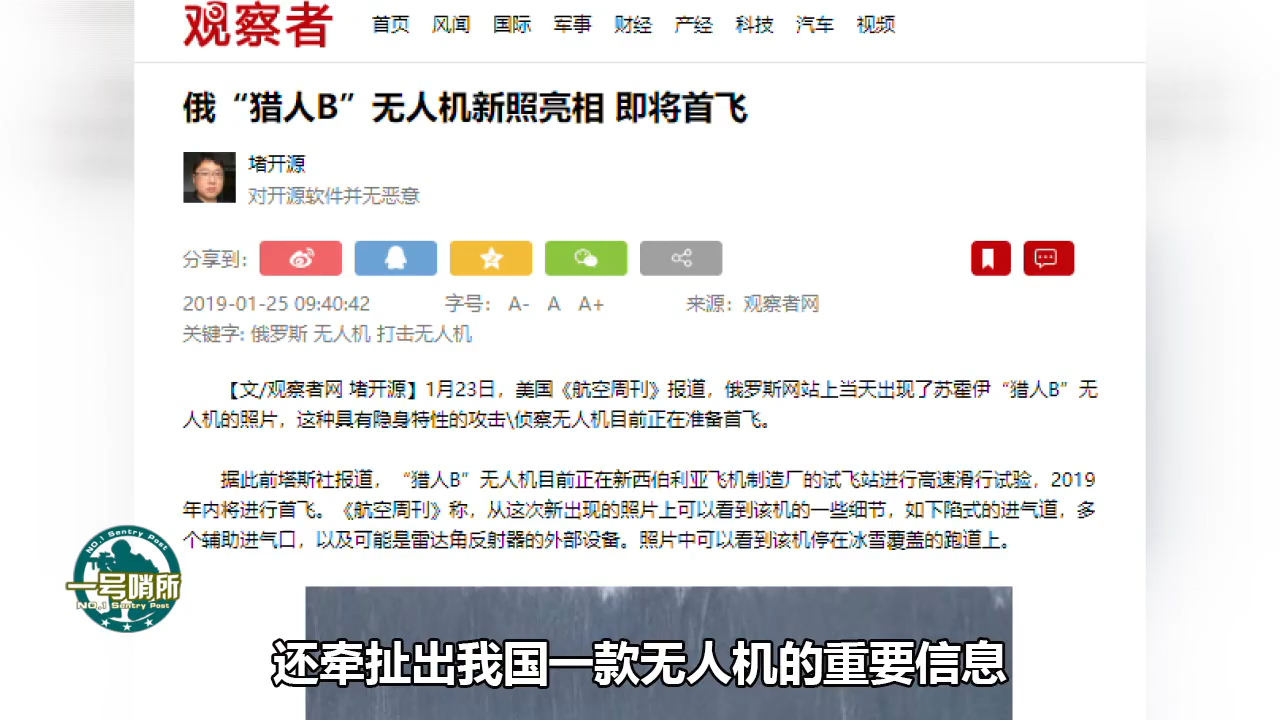 观察者 首页 风闻 国际 军事 财经 产经 科技 汽车 视频
俄“猎人B”无人机新照亮相 即将首飞
堵开源
对开源软件并无恶意
分享到:
2019-01-25 09:40:42 字号: A- A A+ 来源: 观察者网
关键字: 俄罗斯 无人机 打击无人机
【文/观察者网 堵开源】1月23日，美国《航空周刊》报道，俄罗斯网站上当天出现了苏霍伊“猎人B”无
人机的照片，这种具有隐身特性的攻击\侦察无人机目前正在准备首飞。
据此前塔斯社报道，“猎人B”无人机目前正在新西伯利亚飞机制造厂的试飞站进行高速滑行试验，2019
年内将进行首飞。《航空周刊》称，从这次新出现的照片上可以看到该机的一些细节，如下陷式的进气道，多
个辅助进气口，以及可能是雷达角反射器的外部设备。照片中可以看到该机停在冰雪覆盖的跑道上。
NO.1 Sentry Post
一号哨所
NO.1 Sentry Post
还牵扯出我国一款无人机的重要信息